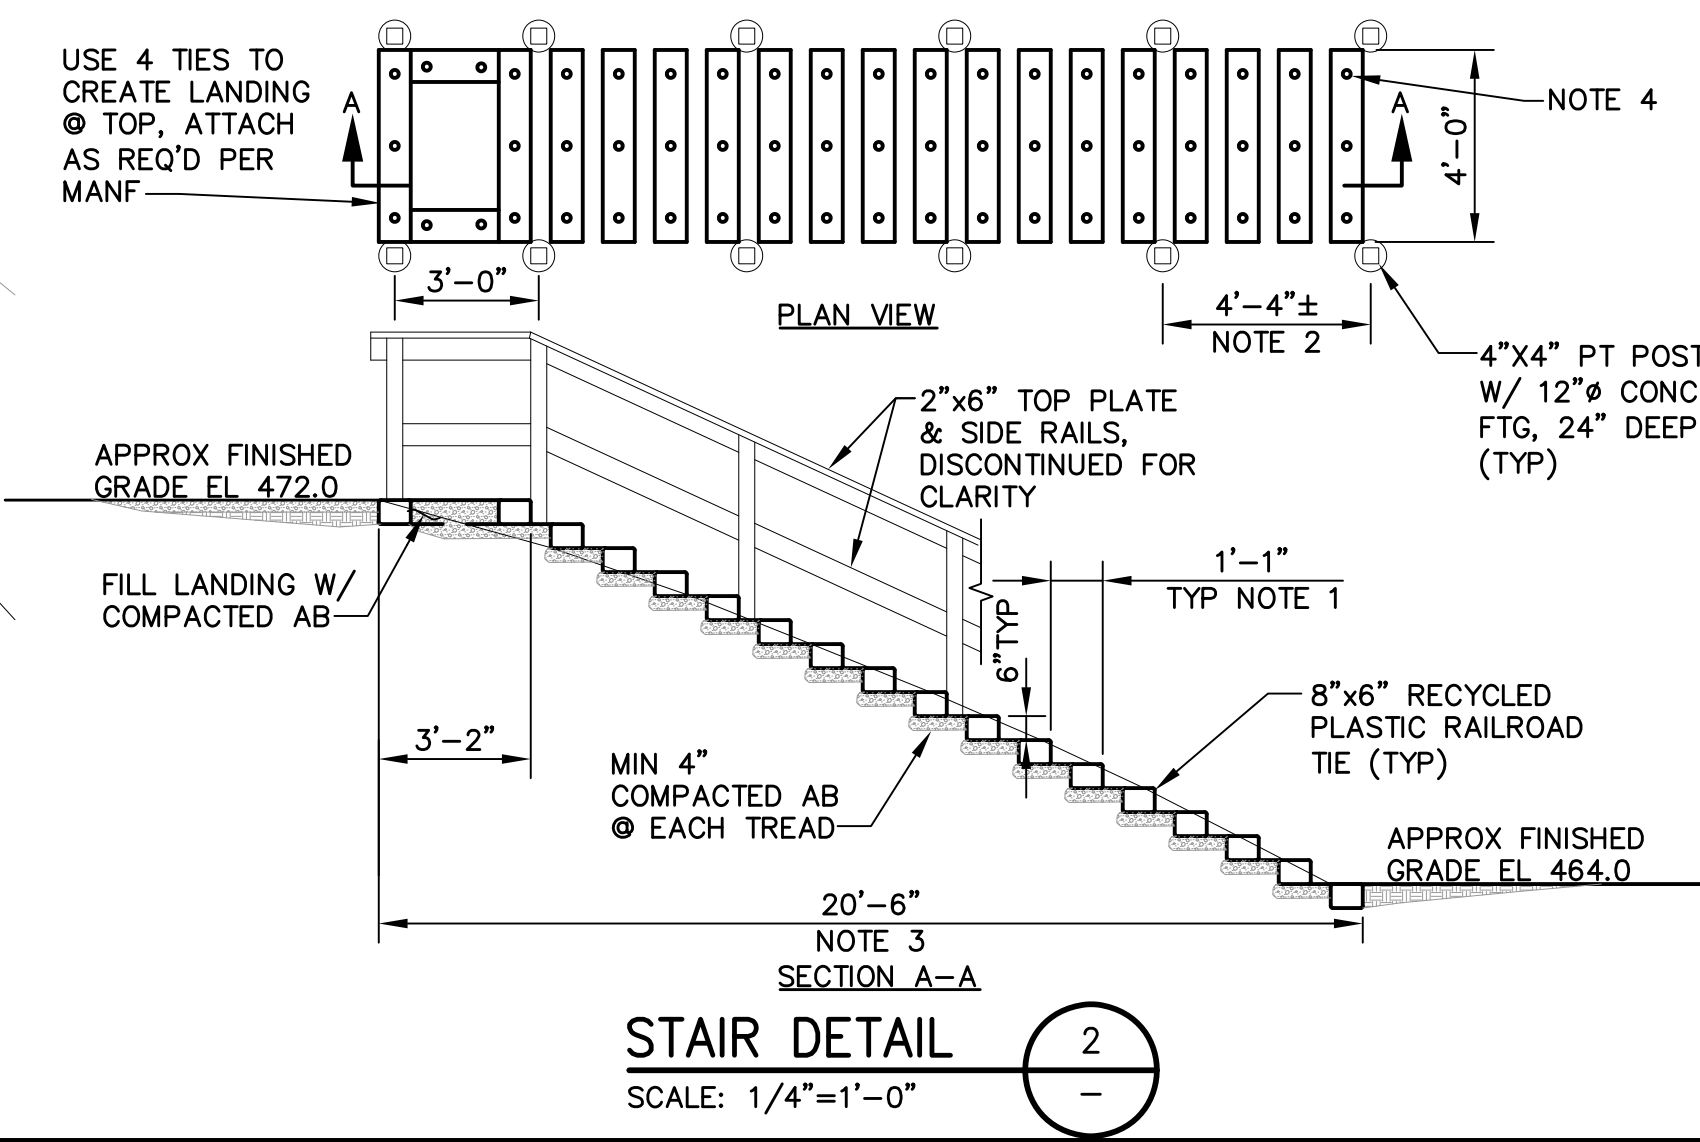 USE 4 TIES TO
CREATE LANDING
@ TOP, ATTACH
AS REQ'D PER
MANF
A
A
NOTE 4
4'-0"
3'-0"
PLAN VIEW
4'-4"±
NOTE 2
4"X4" PT POST
W/ 12"ø CONC
FTG, 24" DEEP
(TYP)
2"x6" TOP PLATE
& SIDE RAILS,
DISCONTINUED FOR
CLARITY
APPROX FINISHED
GRADE EL 472.0
FILL LANDING W/
COMPACTED AB
1'-1"
TYP NOTE 1
6"TYP
3'-2"
MIN 4"
COMPACTED AB
@ EACH TREAD
8"x6" RECYCLED
PLASTIC RAILROAD
TIE (TYP)
APPROX FINISHED
GRADE EL 464.0
20'-6"
NOTE 3
SECTION A-A
STAIR DETAIL
2
-
SCALE: 1/4"=1'-0"